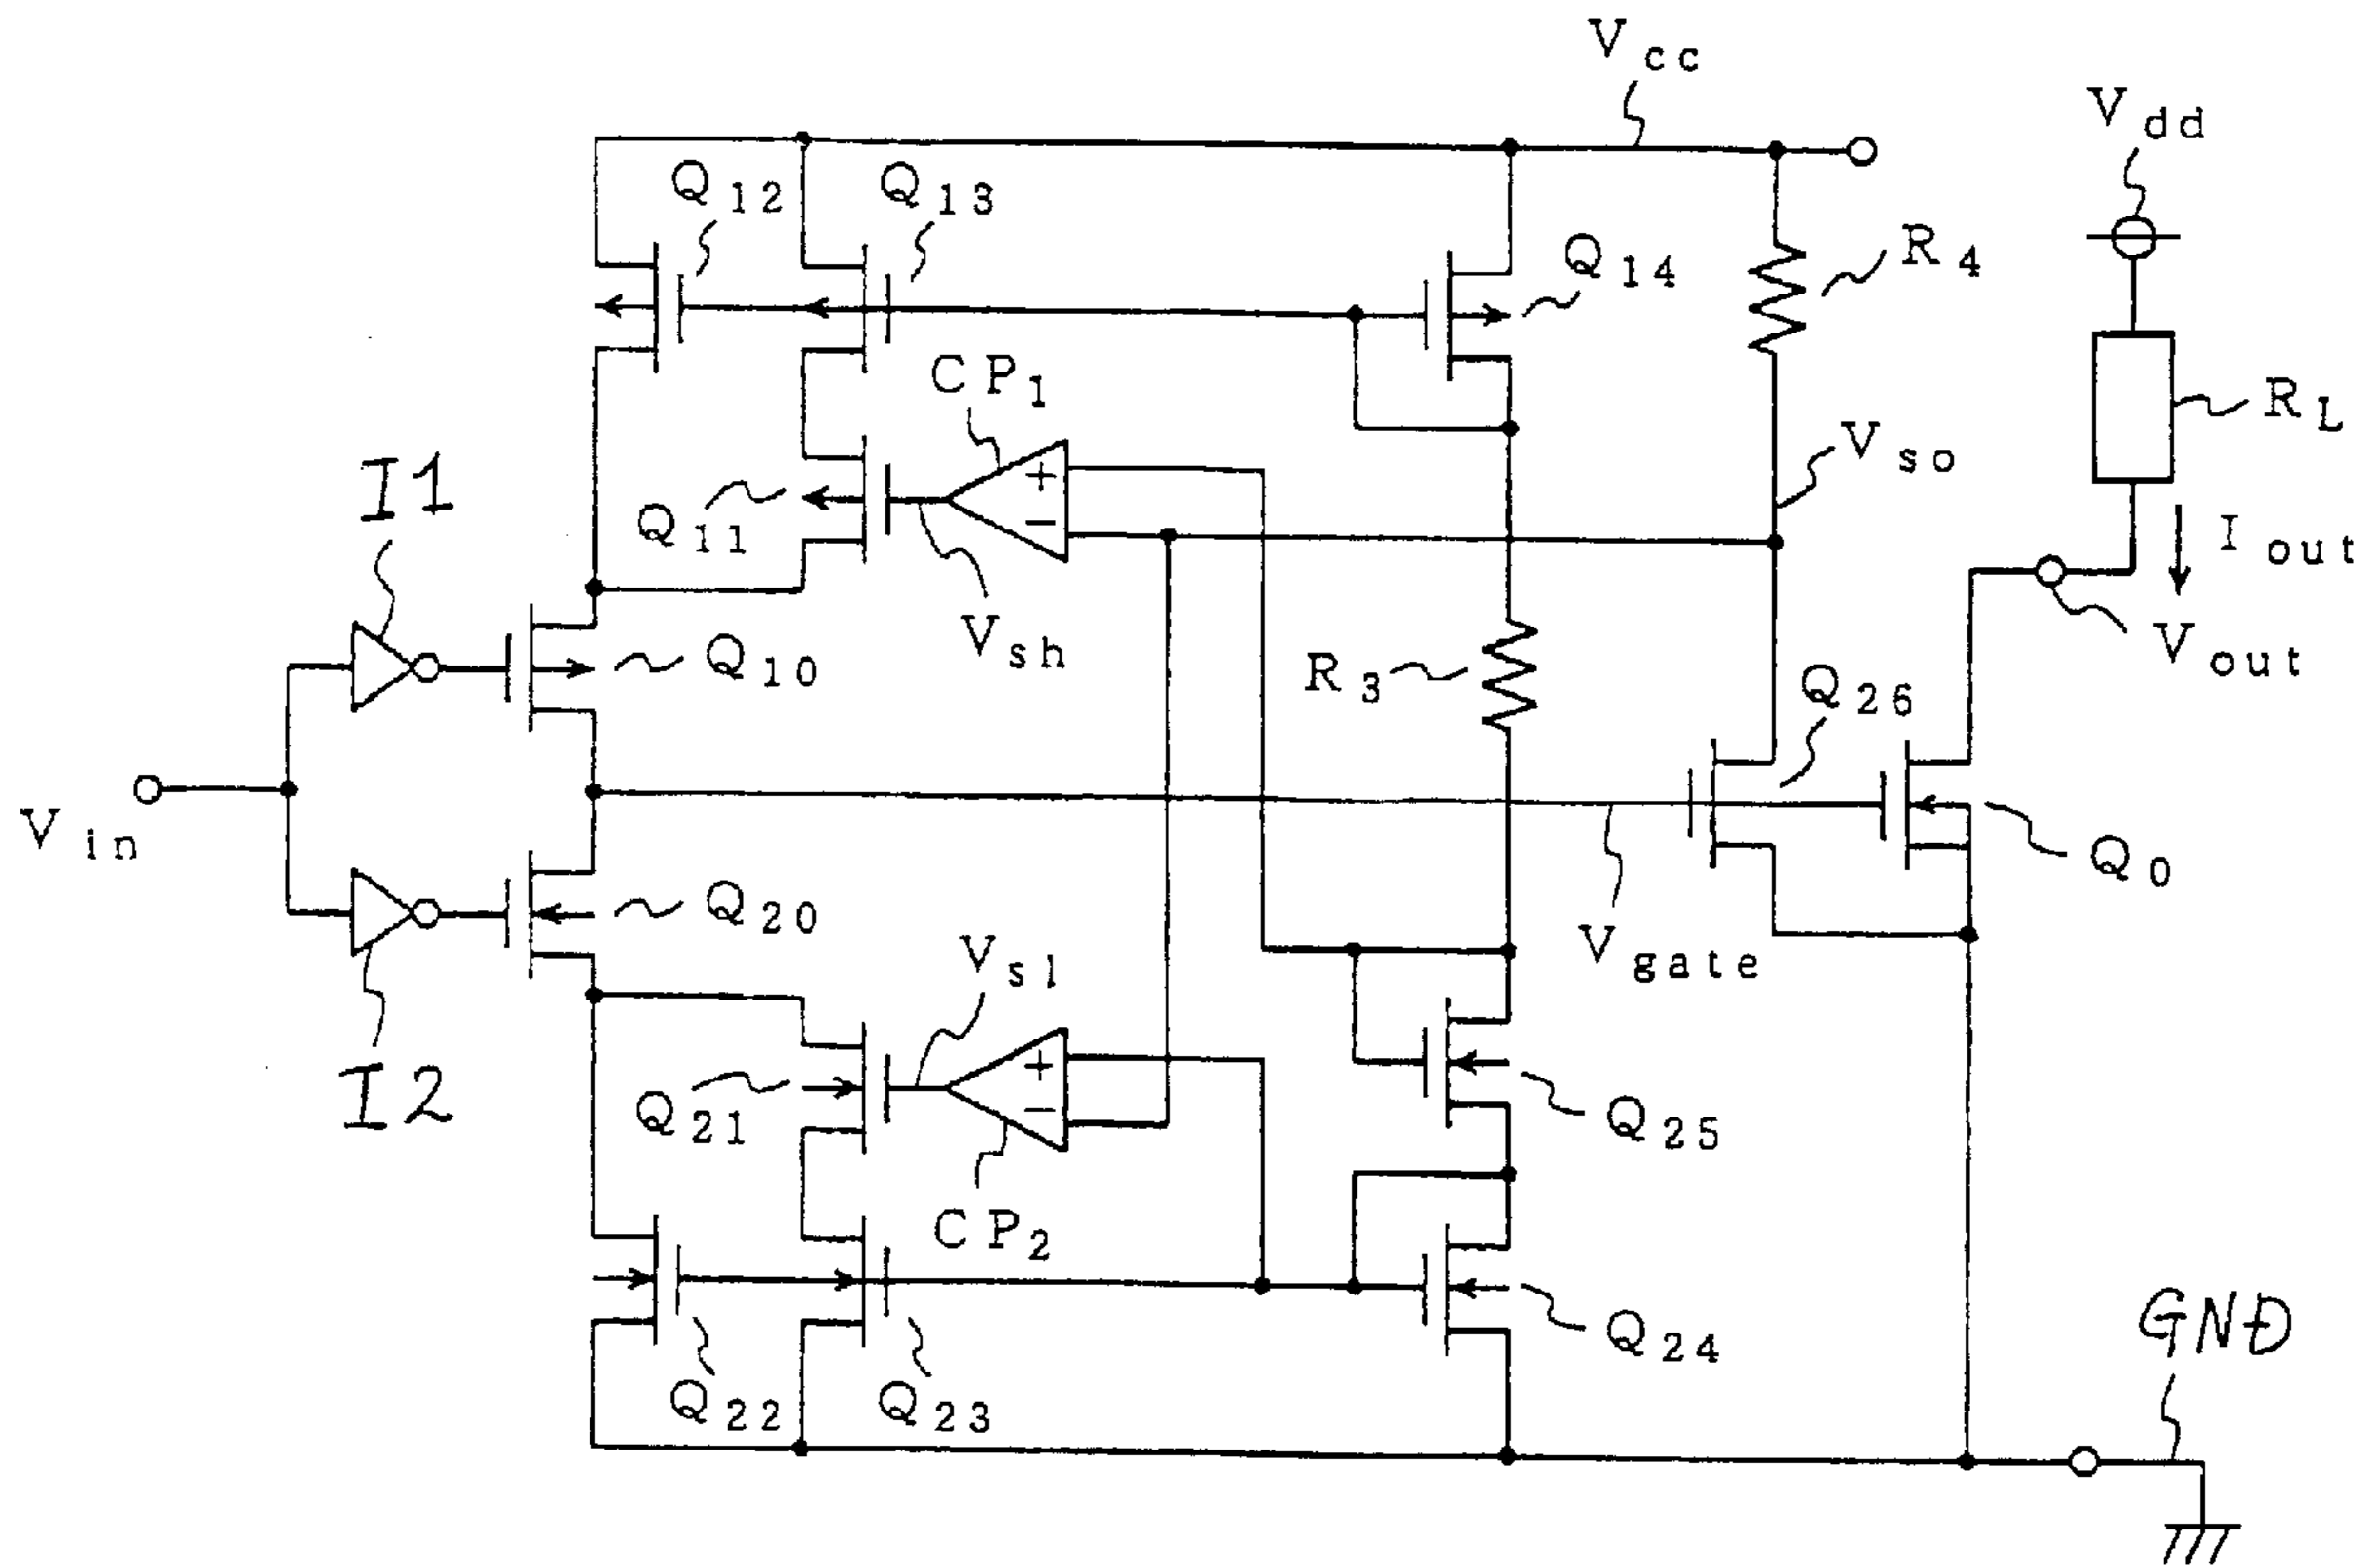 Vcc
Vdd
Q12
Q13
Q14
R4
CP1
RL
Vso
I1
Q11
+
−
Iout
Vsh
Q10
R3
Vout
Q26
Vin
Q0
Q20
Vsl
Vgate
I2
Q21
+
−
Q25
CP2
Q24
GND
Q22
Q23